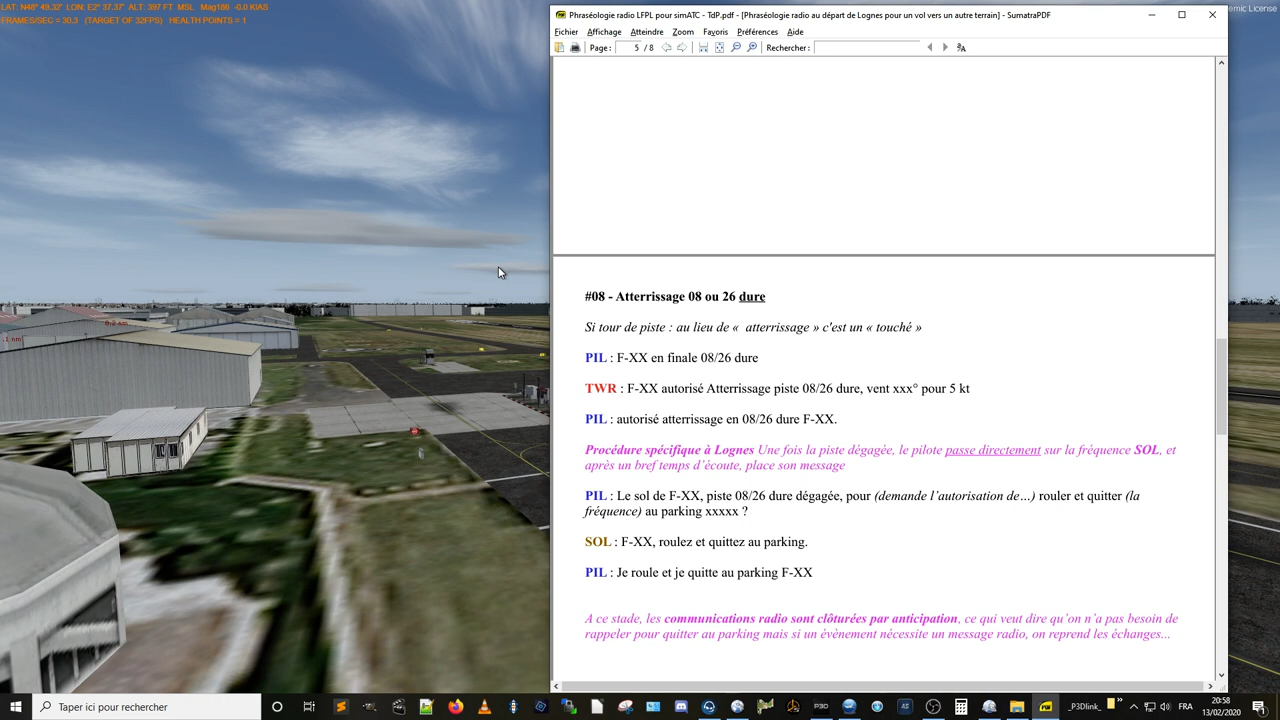 LAT: N48° 49.32' LON: E2° 37.37' ALT: 397 FT MSL Mag186 -0.0 KIAS
FRAMES/SEC = 30.3 (TARGET OF 32FPS) HEALTH POINTS = 1
Phraséologie radio LFPL pour simATC - TdP.pdf - [Phraséologie radio au départ de Lognes pour un vol vers un autre terrain] - SumatraPDF
emic License
Fichier Affichage Atteindre Zoom Favoris Préférences Aide
Page : 5 / 8 Rechercher :
#08 - Atterrissage 08 ou 26 dure
Si tour de piste : au lieu de « atterrissage » c'est un « touché »
PIL : F-XX en finale 08/26 dure
TWR : F-XX autorisé Atterrissage piste 08/26 dure, vent xxx° pour 5 kt
PIL : autorisé atterrissage en 08/26 dure F-XX.
Procédure spécifique à Lognes Une fois la piste dégagée, le pilote passe directement sur la fréquence SOL, et
après un bref temps d'écoute, place son message
PIL : Le sol de F-XX, piste 08/26 dure dégagée, pour (demande l'autorisation de…) rouler et quitter (la
fréquence) au parking xxxxx ?
SOL : F-XX, roulez et quittez au parking.
PIL : Je roule et je quitte au parking F-XX
A ce stade, les communications radio sont clôturées par anticipation, ce qui veut dire qu'on n'a pas besoin de
rappeler pour quitter au parking mais si un évènement nécessite un message radio, on reprend les échanges...
Taper ici pour rechercher
P3D
_P3Dlink_
FRA
20:58
13/02/2020